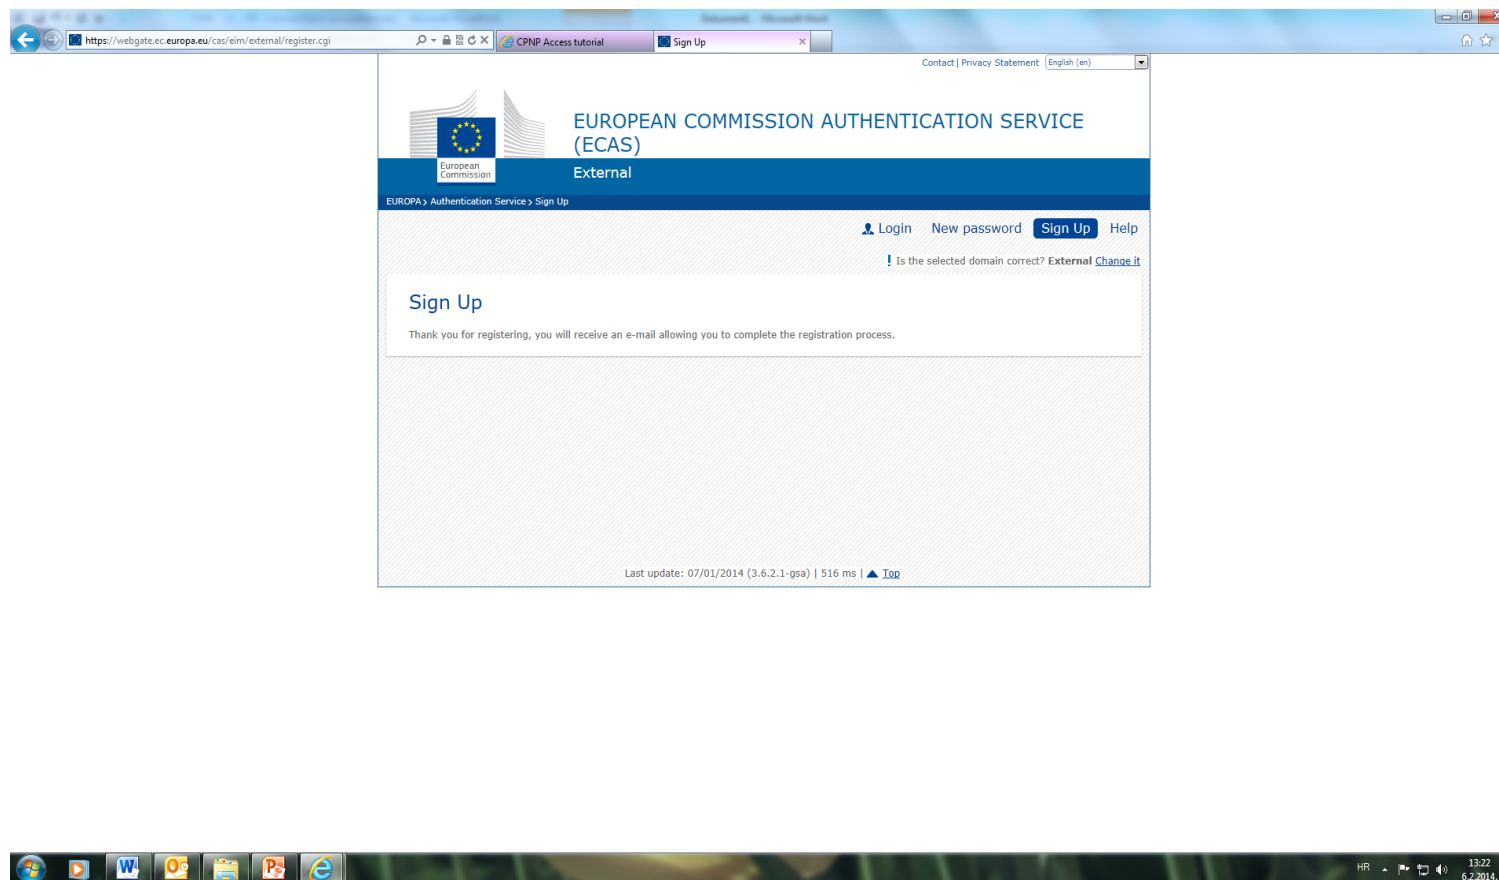 https://webgate.ec.europa.eu/cas/eim/external/register.cgi
CPNP Access tutorial
Sign Up
Contact | Privacy Statement English (en)
EUROPEAN COMMISSION AUTHENTICATION SERVICE
(ECAS)
European
Commission
External
EUROPA > Authentication Service > Sign Up
Login New password Sign Up Help
Is the selected domain correct? External Change it
Sign Up
Thank you for registering, you will receive an e-mail allowing you to complete the registration process.
Last update: 07/01/2014 (3.6.2.1-gsa) | 516 ms | Top
HR
13:22
6.2.2014.